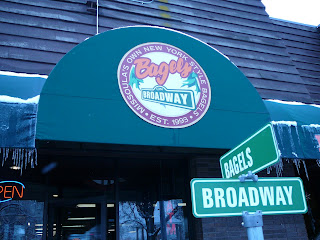 MISSOULA'S OWN NEW YORK STYLE BAGELS
Bagels
ON
BROADWAY
• EST. 1993 •
BAGELS
BROADWAY
OPEN